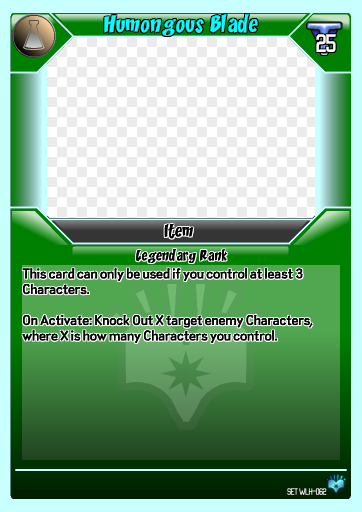 Humongous Blade
25
Item
Legendary Rank
This card can only be used if you control at least 3
Characters.
On Activate: Knock Out X target enemy Characters,
where X is how many Characters you control.
SET WLH-062